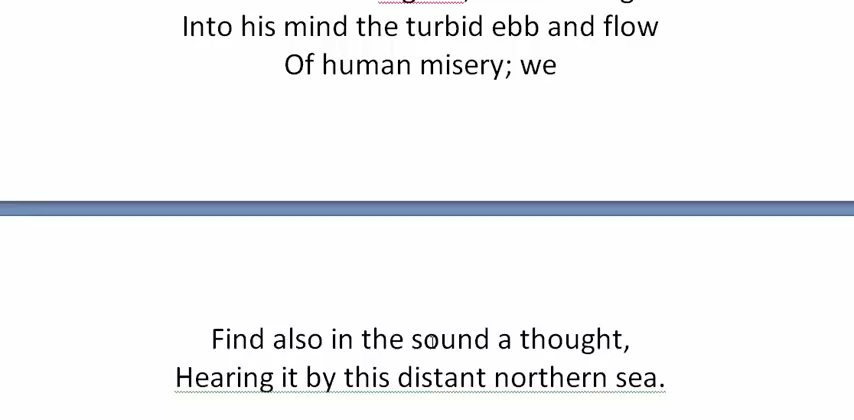 Into his mind the turbid ebb and flow
Of human misery; we
Find also in the sound a thought,
Hearing it by this distant northern sea.